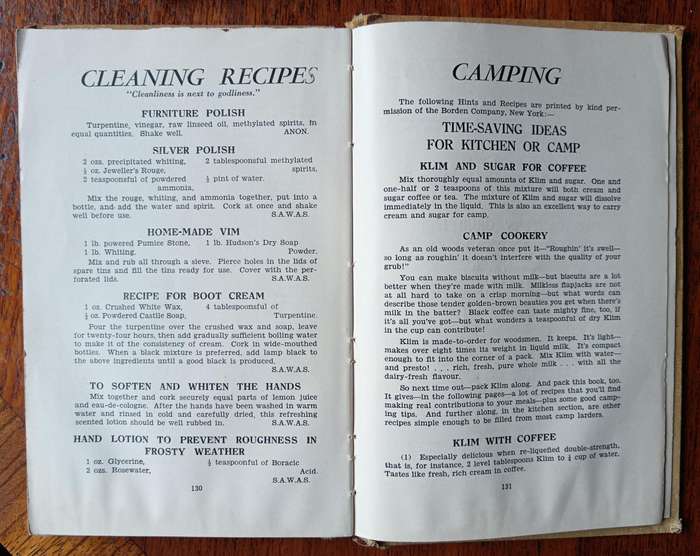 CLEANING RECIPES
"Cleanliness is next to godliness."
FURNITURE POLISH
Turpentine, vinegar, raw linseed oil, methylated spirits, in
equal quantities. Shake well. ANON.
SILVER POLISH
2 ozs. precipitated whiting, 2 tablespoonsful methylated
½ oz. Jeweller's Rouge, spirits,
2 teaspoonsful of powdered ½ pint of water.
ammonia,
Mix the rouge, whiting, and ammonia together, put into a
bottle, and add the water and spirit. Cork at once and shake
well before use. S.A.W.A.S.
HOME-MADE VIM
1 lb. powered Pumice Stone, 1 lb. Hudson's Dry Soap
1 lb. Whiting. Powder.
Mix and rub all through a sieve. Pierce holes in the lids of
spare tins and fill the tins ready for use. Cover with the per-
forated lids. S.A.W.A.S.
RECIPE FOR BOOT CREAM
1 oz. Crushed White Wax, 4 tablespoonsful of
½ oz. Powdered Castile Soap, Turpentine.
Pour the turpentine over the crushed wax and soap, leave
for twenty-four hours, then add gradually sufficient boiling water
to make it of the consistency of cream. Cork in wide-mouthed
bottles. When a black mixture is preferred, add lamp black to
the above ingredients until a good black is produced.
S.A.W.A.S.
TO SOFTEN AND WHITEN THE HANDS
Mix together and cork securely equal parts of lemon juice
and eau-de-cologne. After the hands have been washed in warm
water and rinsed in cold and carefully dried, this refreshing
scented lotion should be well rubbed in. S.A.W.A.S.
HAND LOTION TO PREVENT ROUGHNESS IN
FROSTY WEATHER
1 oz. Glycerine, ½ teaspoonful of Boracic
2 ozs. Rosewater, Acid.
S.A.W.A.S.
130
CAMPING
The following Hints and Recipes are printed by kind per-
mission of the Borden Company, New York:—
TIME-SAVING IDEAS
FOR KITCHEN OR CAMP
KLIM AND SUGAR FOR COFFEE
Mix thoroughly equal amounts of Klim and sugar. One and
one-half or 2 teaspoons of this mixture will both cream and
sugar coffee or tea. The mixture of Klim and sugar will dissolve
immediately in the liquid. This is also an excellent way to carry
cream and sugar for camp.
CAMP COOKERY
As an old woods veteran once put it—"Roughin' it's swell—
so long as roughin' it doesn't interfere with the quality of your
grub!"
You can make biscuits without milk—but biscuits are a lot
better when they're made with milk. Milkless flapjacks are not
at all hard to take on a crisp morning—but what words can
describe those tender golden-brown beauties you get when there's
milk in the batter? Black coffee can taste mighty fine, too, if
it's all you've got—but what wonders a teaspoonful of dry Klim
in the cup can contribute!
Klim is made-to-order for woodsmen. It keeps. It's light—
makes over eight times its weight in liquid milk. It's compact
enough to fit into the corner of a pack. Mix Klim with water—
and presto! . . . rich, fresh, pure whole milk . . . with all the
dairy-fresh flavour.
So next time out—pack Klim along. And pack this book, too.
It gives—in the following pages—a lot of recipes that you'll find
making real contributions to your meals—plus some good camp-
ing tips. And further along, in the kitchen section, are other
recipes simple enough to be filled from most camp larders.
KLIM WITH COFFEE
(1) Especially delicious when re-liquefied double-strength,
that is, for instance, 2 level tablespoons Klim to ¼ cup of water.
Tastes like fresh, rich cream in coffee.
131